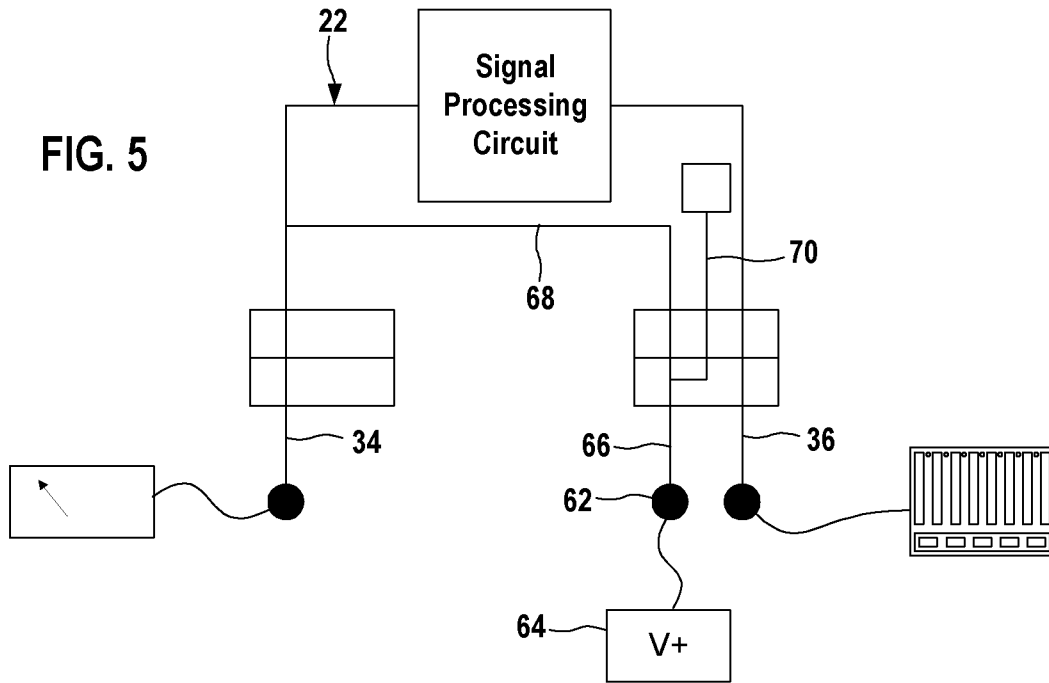 22
Signal
Processing
Circuit
FIG. 5
70
68
34
66
36
62
64
V+